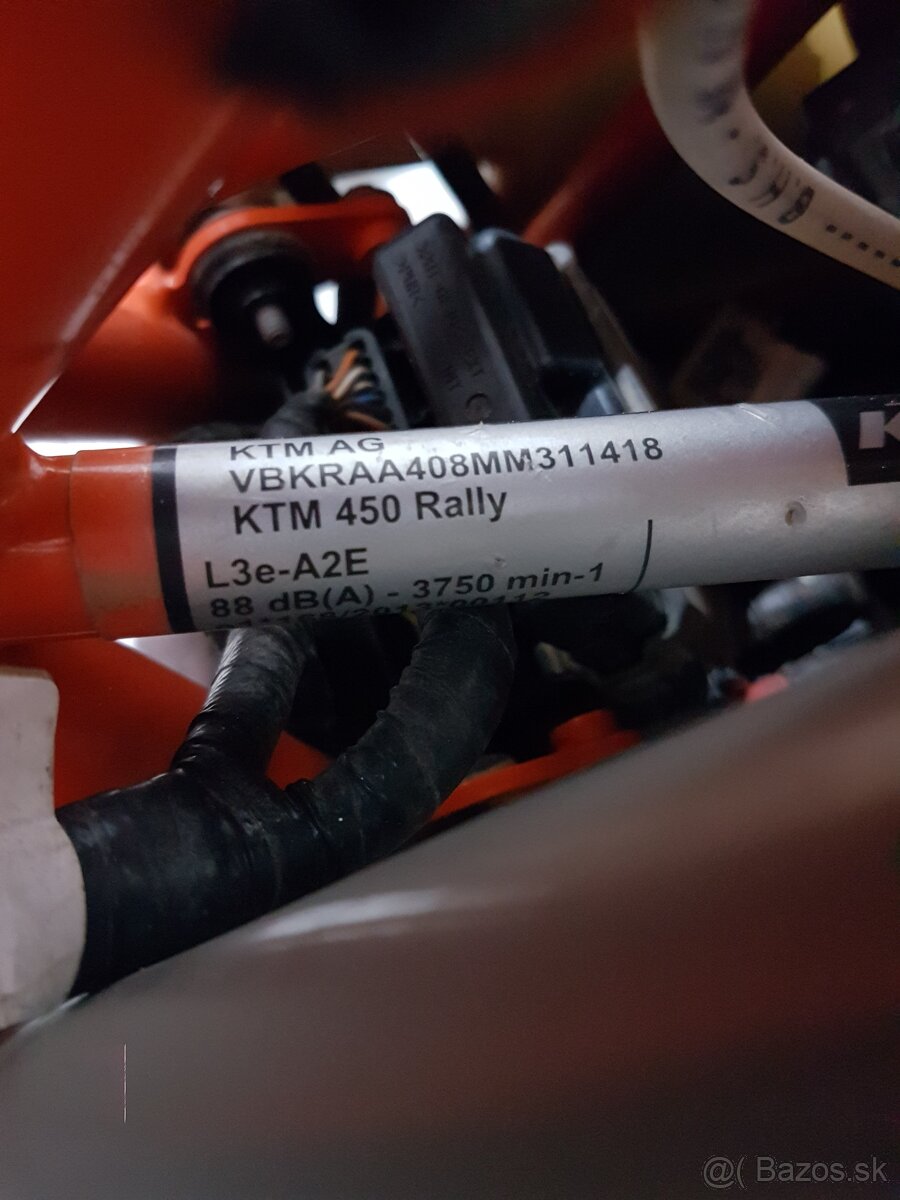 KTM AG
VBKRAA408MM311418
KTM 450 Rally
L3e-A2E
88 dB(A) - 3750 min-1
K
@( Bazos.sk